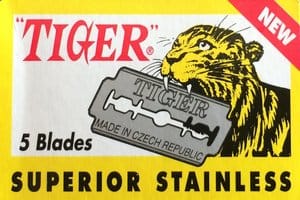 NEW
"TIGER"®
TIGER
MADE IN CZECH REPUBLIC
5 Blades
SUPERIOR STAINLESS